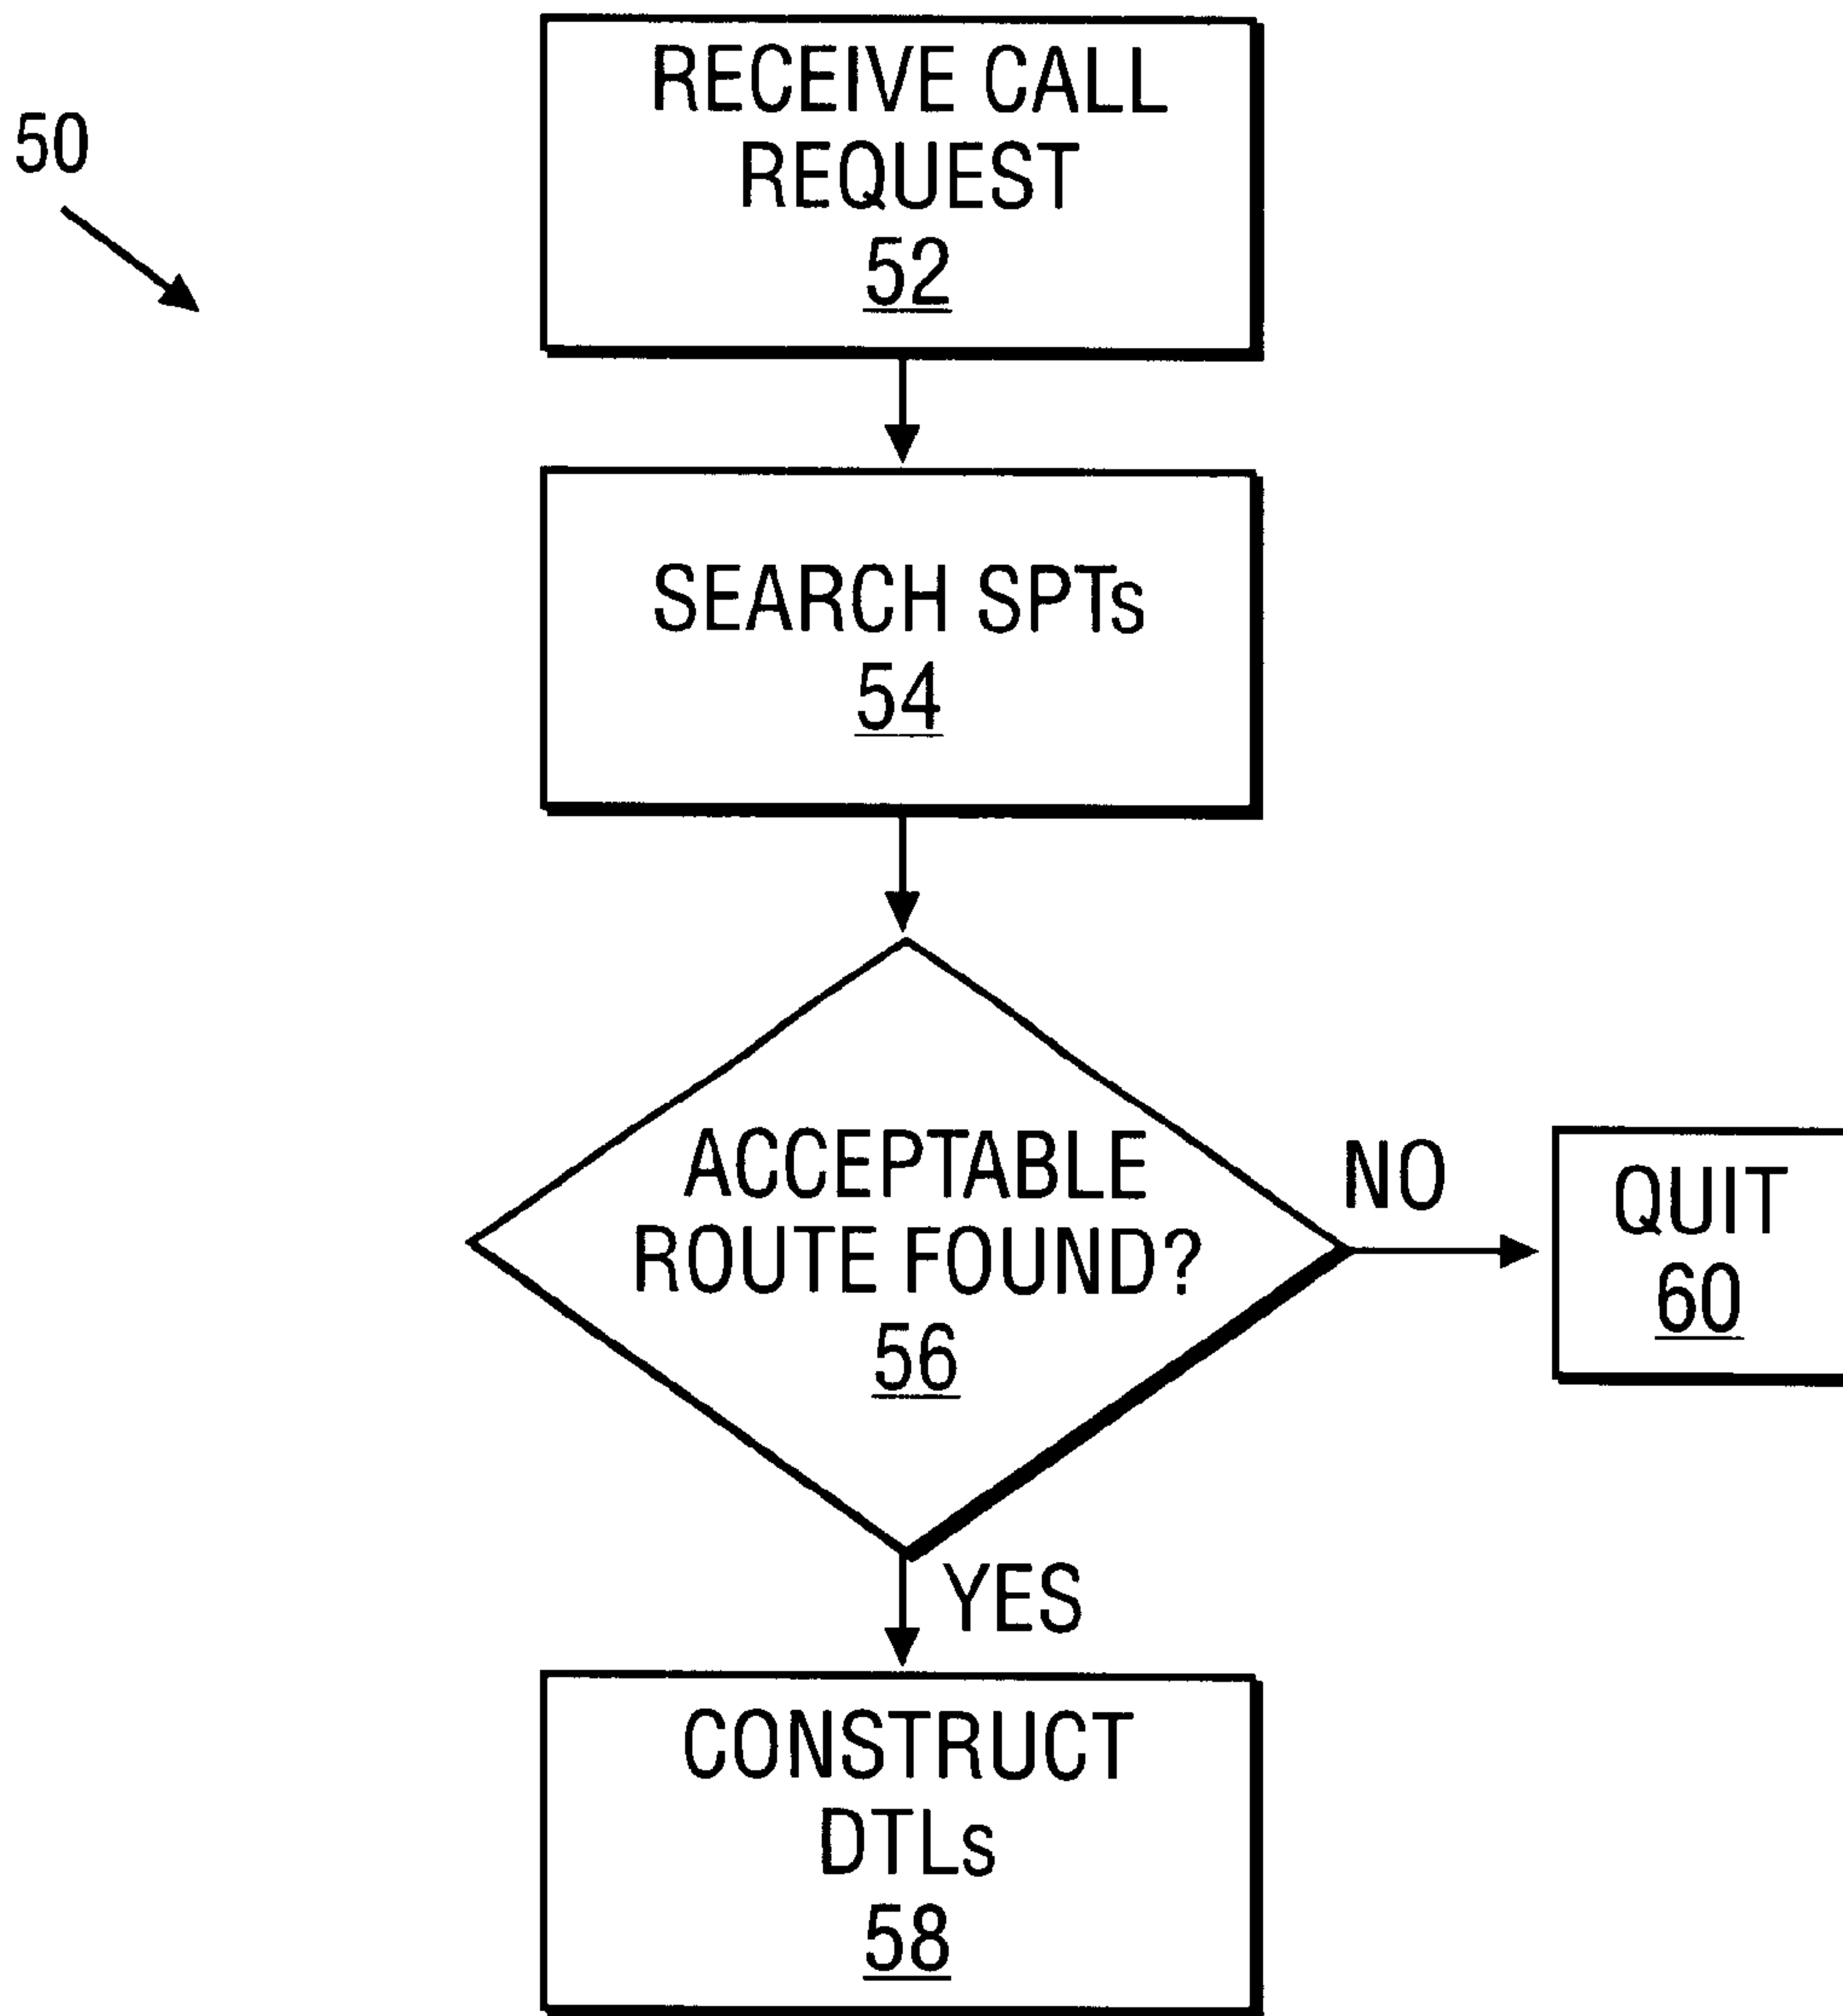 50
RECEIVE CALL
REQUEST
52
SEARCH SPTs
54
ACCEPTABLE
ROUTE FOUND?
56
NO
QUIT
60
YES
CONSTRUCT
DTLs
58